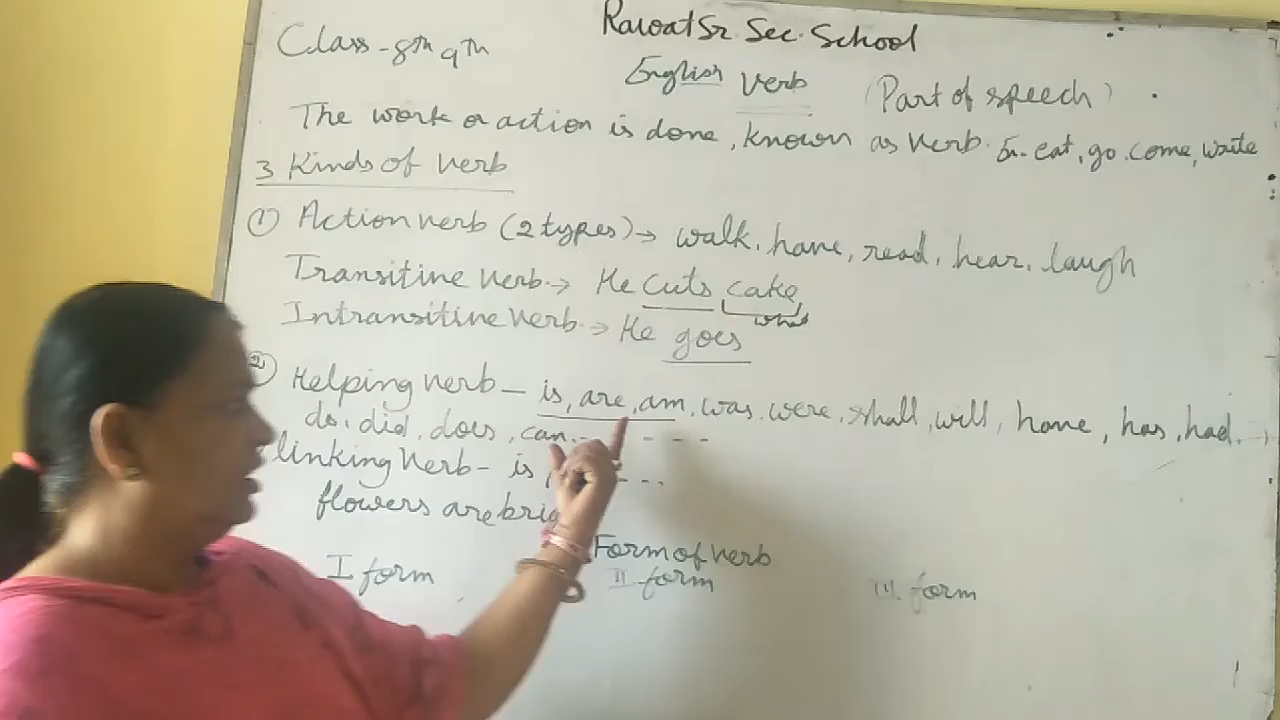 Rawat Sr. Sec. School
Class - 8th 9th
English Verb (Part of speech)
The work or action is done, known as Verb. Ex. eat, go. come, write
3 Kinds of Verb
① Action verb (2 types) → walk, have, read, hear, laugh
Transitive Verb → He cuts cake,
what
Intransitive Verb → He goes
② Helping verb - is, are, am, was, were, shall, will, have, has, had. →
do, did, does, can - - - - -
linking Verb - is
flowers are
Form of verb
I form II form III form